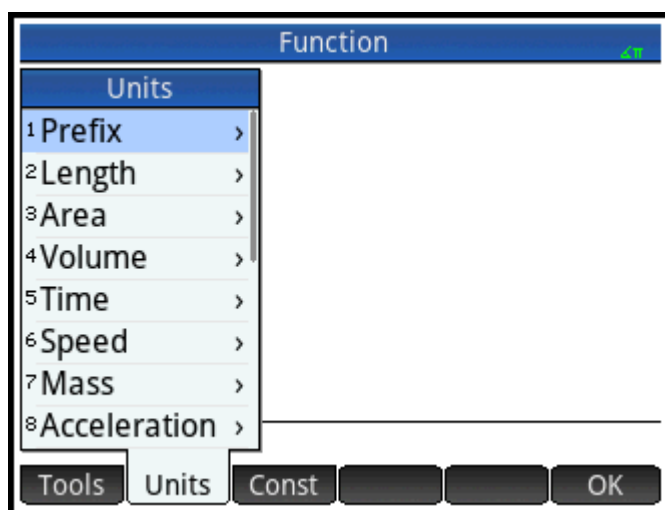 Function
∠π
Units
1 Prefix >
2 Length >
3 Area >
4 Volume >
5 Time >
6 Speed >
7 Mass >
8 Acceleration >
Tools Units Const OK